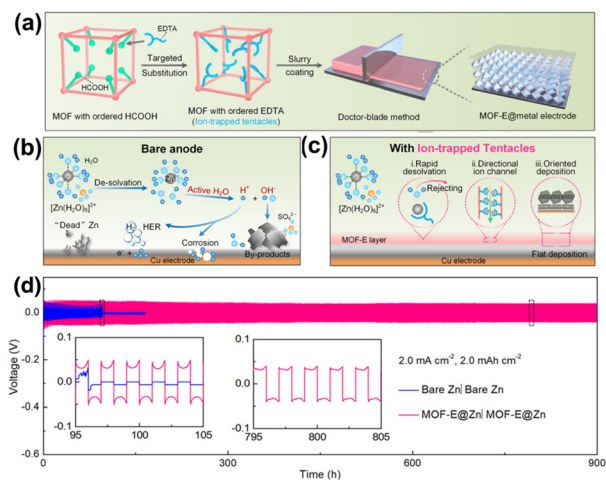 (a)
EDTA
HCOOH
Targeted
Substitution
Slurry
coating
MOF with ordered HCOOH
MOF with ordered EDTA
(Ion-trapped tentacles)
Doctor-blade method
MOF-E@metal electrode
(b)
Bare anode
H₂O
De-solvation
Active H₂O
H⁺ + OH⁻
[Zn(H₂O)₆]²⁺
SO₄²⁻
"Dead" Zn
H₂
HER
Corrosion
e⁻ +
By-products
Cu electrode
(c)
With Ion-trapped Tentacles
i.Rapid
desolvation
ii.Directional
ion channel
iii.Oriented
deposition
Rejecting
[Zn(H₂O)₆]²⁺
MOF-E layer
Flat deposition
Cu electrode
(d)
Voltage (V)
0.0
-0.2
-0.4
-0.6
0.1
0.0
-0.1
95 100 105
0.1
0.0
-0.1
795 800 805
2.0 mA cm⁻², 2.0 mAh cm⁻²
Bare Zn| Bare Zn
MOF-E@Zn| MOF-E@Zn
0 300 600 900
Time (h)